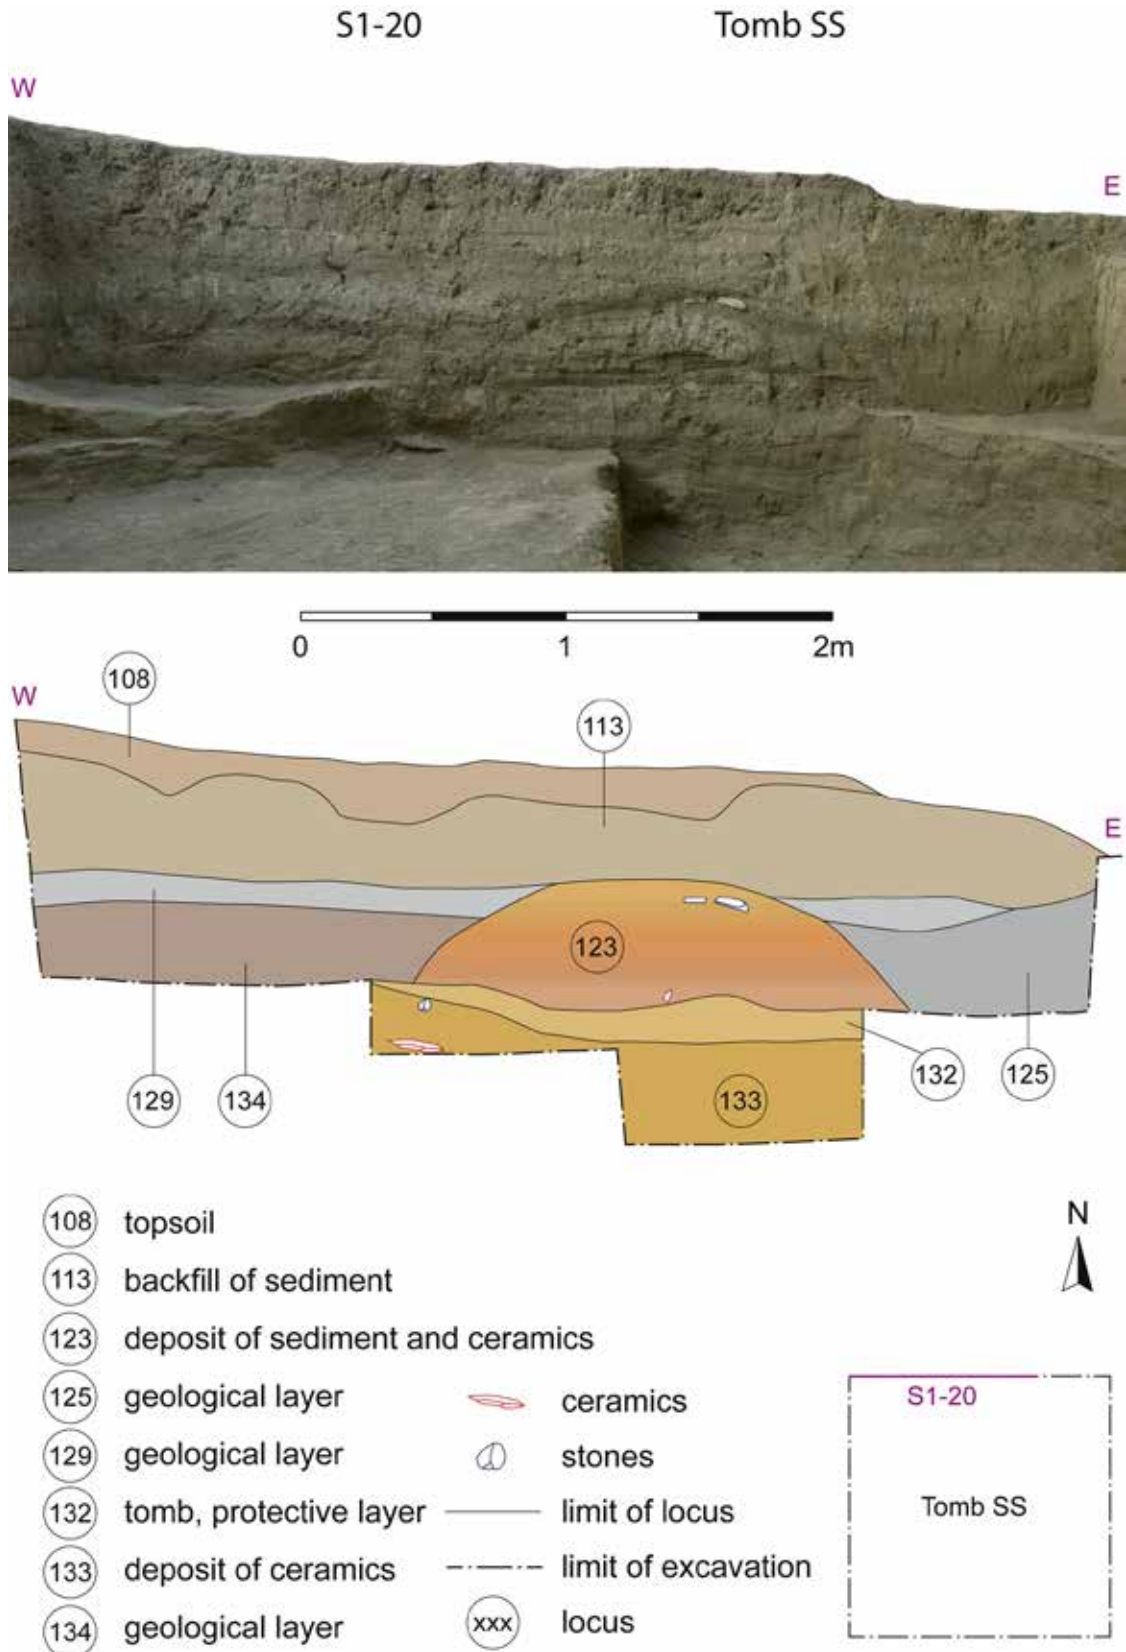 S1-20 Tomb SS
W
E
0 1 2m
108
W
113
E
123
129 134 133 132 125
108 topsoil
N
113 backfill of sediment
123 deposit of sediment and ceramics
125 geological layer
ceramics
S1-20
129 geological layer
stones
132 tomb, protective layer
limit of locus
Tomb SS
133 deposit of ceramics
limit of excavation
134 geological layer
xxx locus